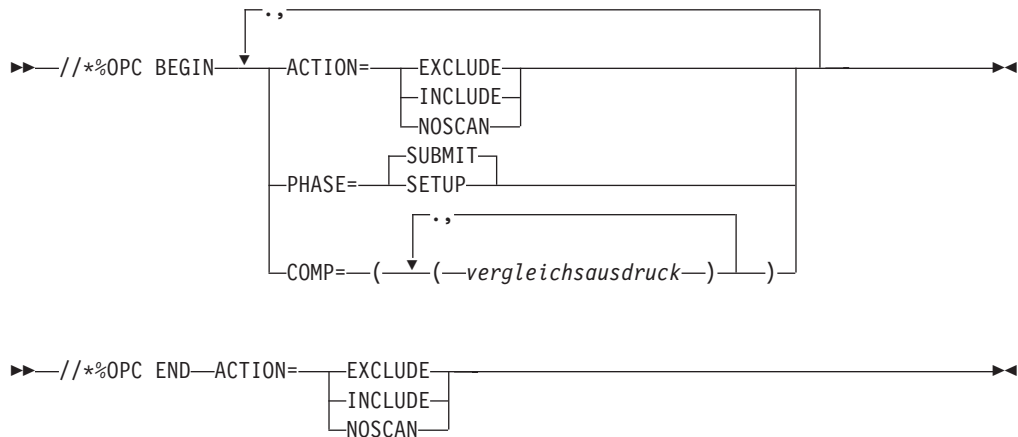 .,
//*%OPC BEGIN ACTION= EXCLUDE
INCLUDE
NOSCAN
SUBMIT
PHASE= SETUP
.,
COMP= ( ( vergleichsausdruck ) )
//*%OPC END ACTION= EXCLUDE
INCLUDE
NOSCAN